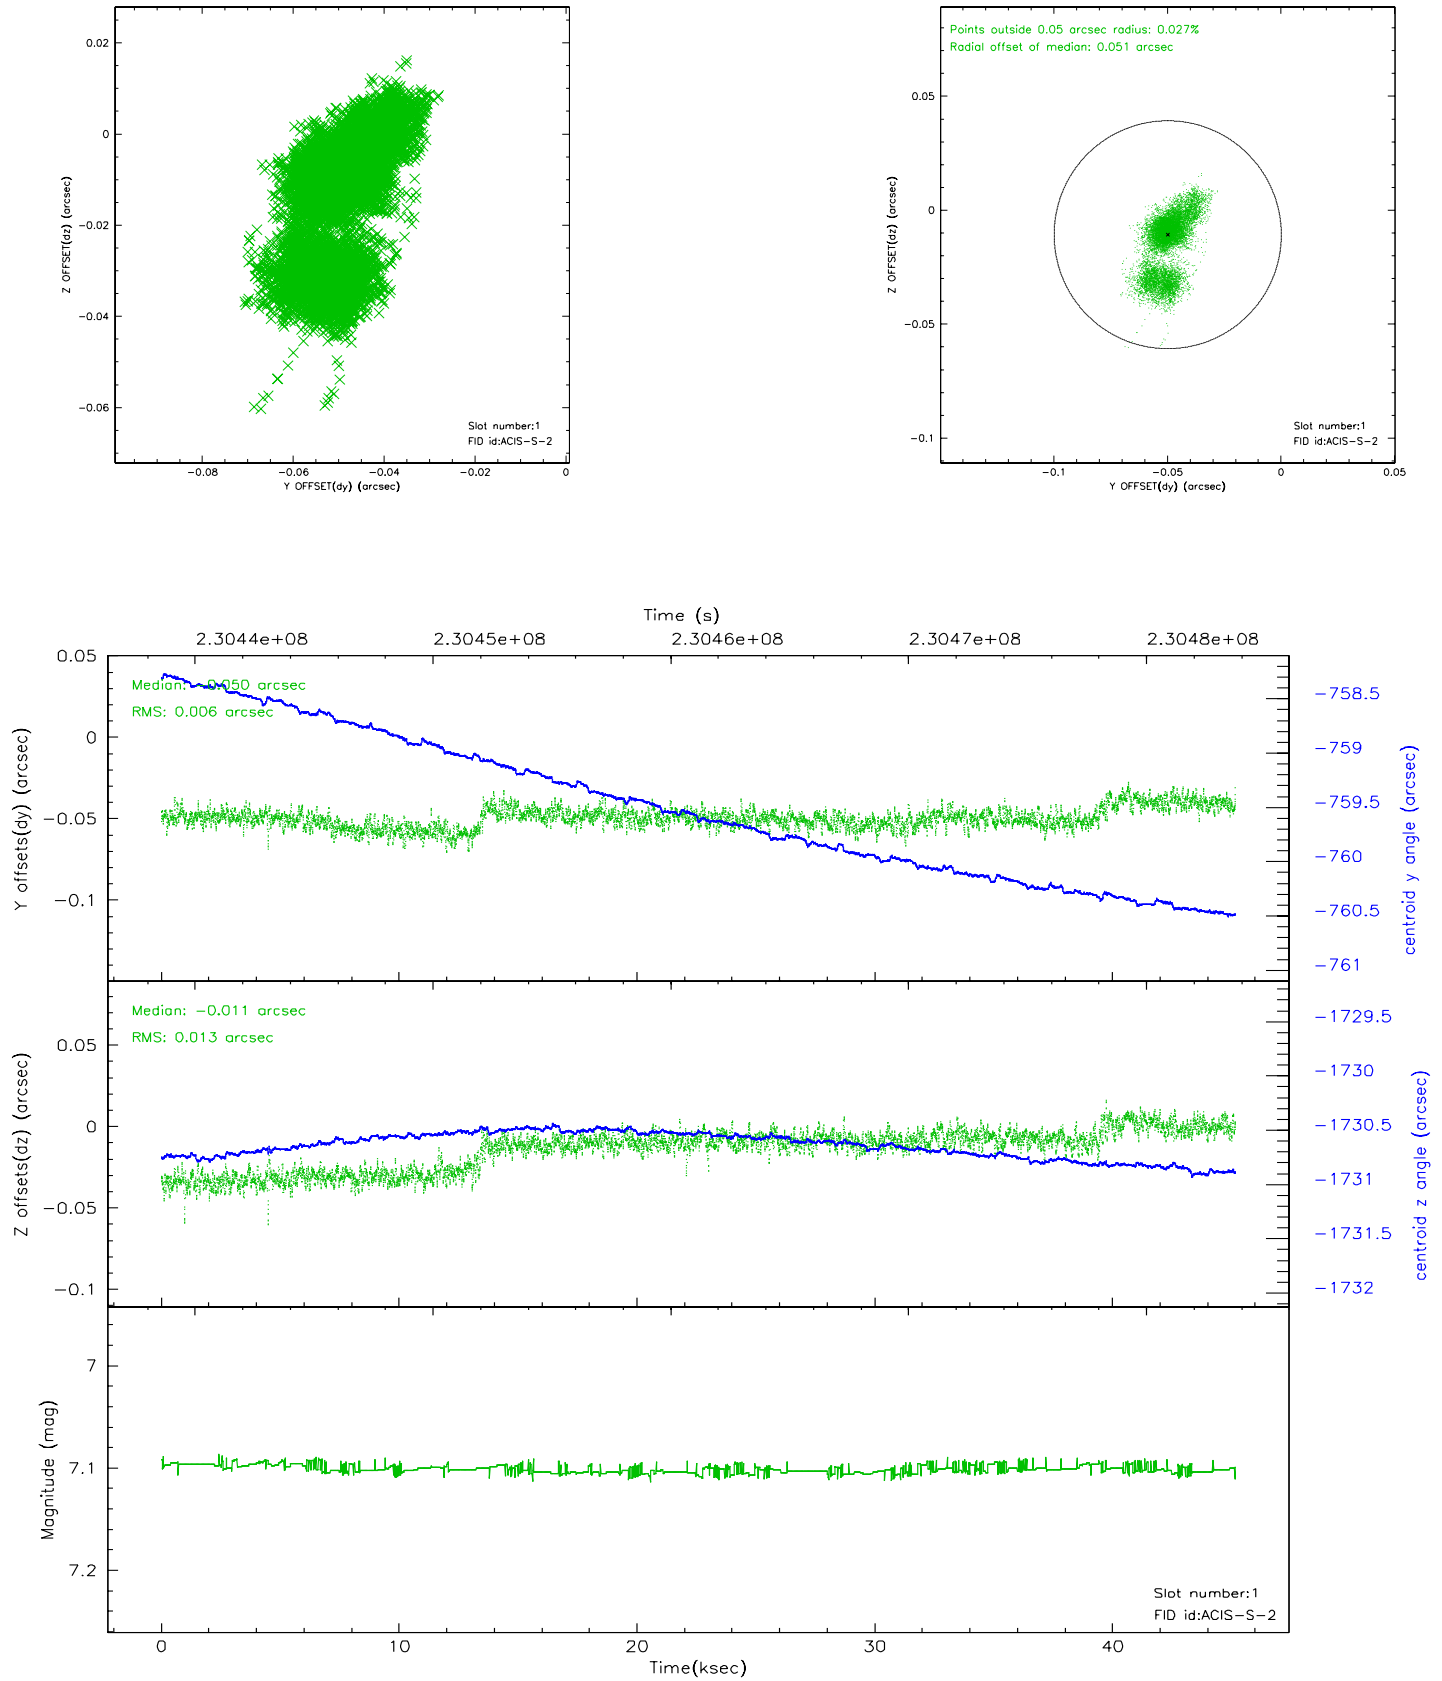 0.02
0
-0.02
-0.04
-0.06
Z OFFSET(dz) (arcsec)
Slot number:1
FID id:ACIS-S-2
-0.08
-0.06
-0.04
-0.02
0
Y OFFSET(dy) (arcsec)
Points outside 0.05 arcsec radius: 0.027%
Radial offset of median: 0.051 arcsec
0.05
0
-0.05
-0.1
Z OFFSET(dz) (arcsec)
Slot number:1
FID id:ACIS-S-2
-0.1
-0.05
0
0.05
Y OFFSET(dy) (arcsec)
Time (s)
2.3044e+08
2.3045e+08
2.3046e+08
2.3047e+08
2.3048e+08
Median: -0.050 arcsec
RMS: 0.006 arcsec
0.05
0
-0.05
-0.1
Y offsets(dy) (arcsec)
-758.5
-759
-759.5
-760
-760.5
-761
centroid y angle (arcsec)
Median: -0.011 arcsec
RMS: 0.013 arcsec
0.05
0
-0.05
-0.1
Z offsets(dz) (arcsec)
-1729.5
-1730
-1730.5
-1731
-1731.5
-1732
centroid z angle (arcsec)
7
7.1
7.2
Magnitude (mag)
Slot number:1
FID id:ACIS-S-2
0
10
20
30
40
Time(ksec)